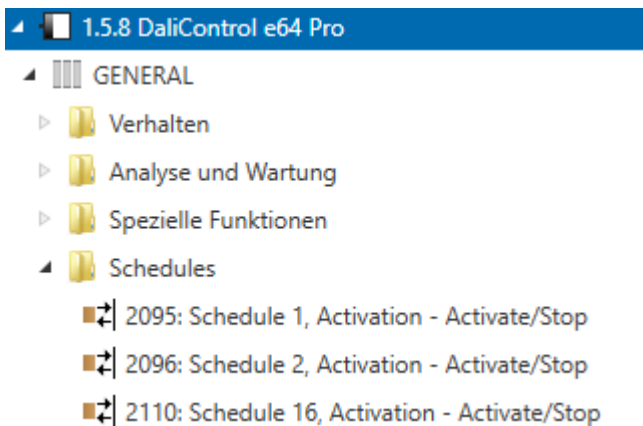 1.5.8 DaliControl e64 Pro
GENERAL
Verhalten
Analyse und Wartung
Spezielle Funktionen
Schedules
2095: Schedule 1, Activation - Activate/Stop
2096: Schedule 2, Activation - Activate/Stop
2110: Schedule 16, Activation - Activate/Stop